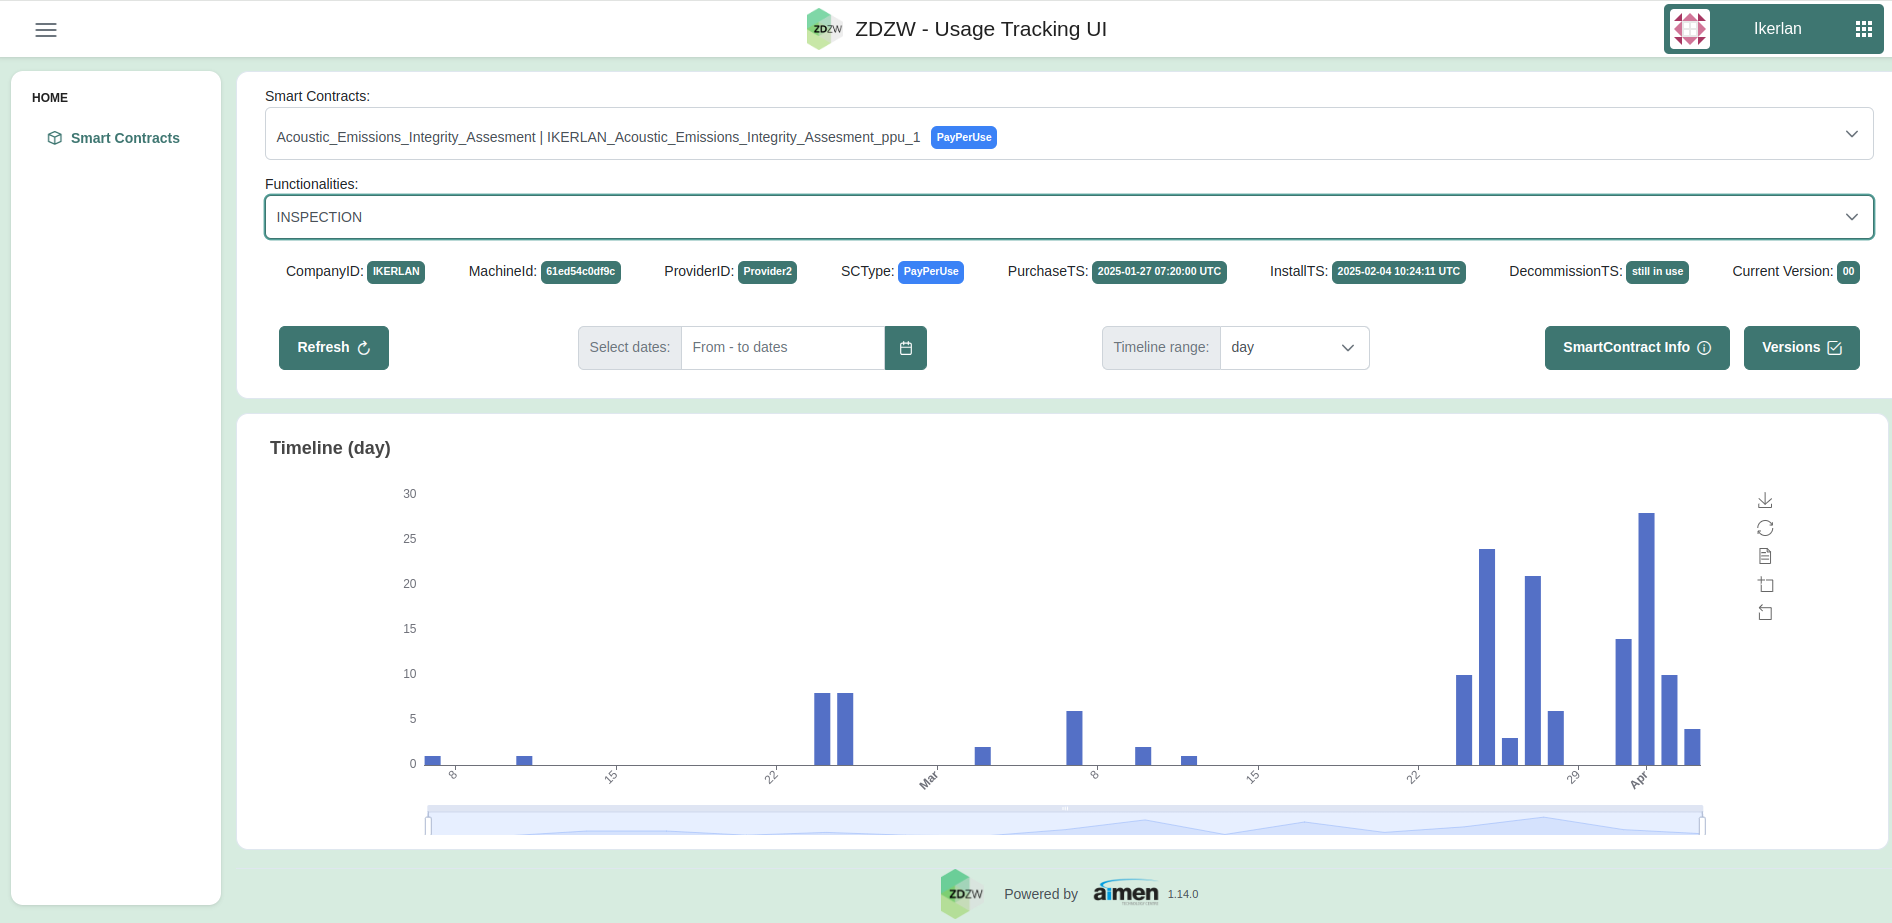 ZDZW
ZDZW - Usage Tracking UI
Ikerlan
HOME
Smart Contracts
Smart Contracts:
Acoustic_Emissions_Integrity_Assesment | IKERLAN_Acoustic_Emissions_Integrity_Assesment_ppu_1 PayPerUse
Functionalities:
INSPECTION
CompanyID: IKERLAN MachineId: 61ed54c0df9c ProviderID: Provider2 SCType: PayPerUse PurchaseTS: 2025-01-27 07:20:00 UTC InstallTS: 2025-02-04 10:24:11 UTC DecommissionTS: still in use Current Version: 00
Refresh Select dates: From - to dates Timeline range: day SmartContract Info Versions
Timeline (day)
30
25
20
15
10
5
0
8 15 22 Mar 8 15 22 29 Apr
ZDZW Powered by aimen 1.14.0